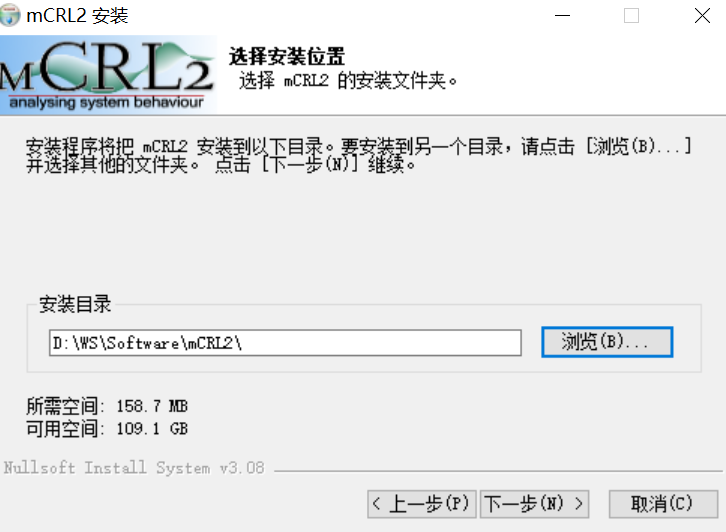 mCRL2 安装
mCRL2
analysing system behaviour
选择安装位置
选择 mCRL2 的安装文件夹。
安装程序将把 mCRL2 安装到以下目录。要安装到另一个目录，请点击 [浏览(B)...]
并选择其他的文件夹。 点击 [下一步(N)] 继续。
安装目录
D:\WS\Software\mCRL2\
浏览(B)...
所需空间: 158.7 MB
可用空间: 109.1 GB
Nullsoft Install System v3.08
< 上一步(P)
下一步(N) >
取消(C)